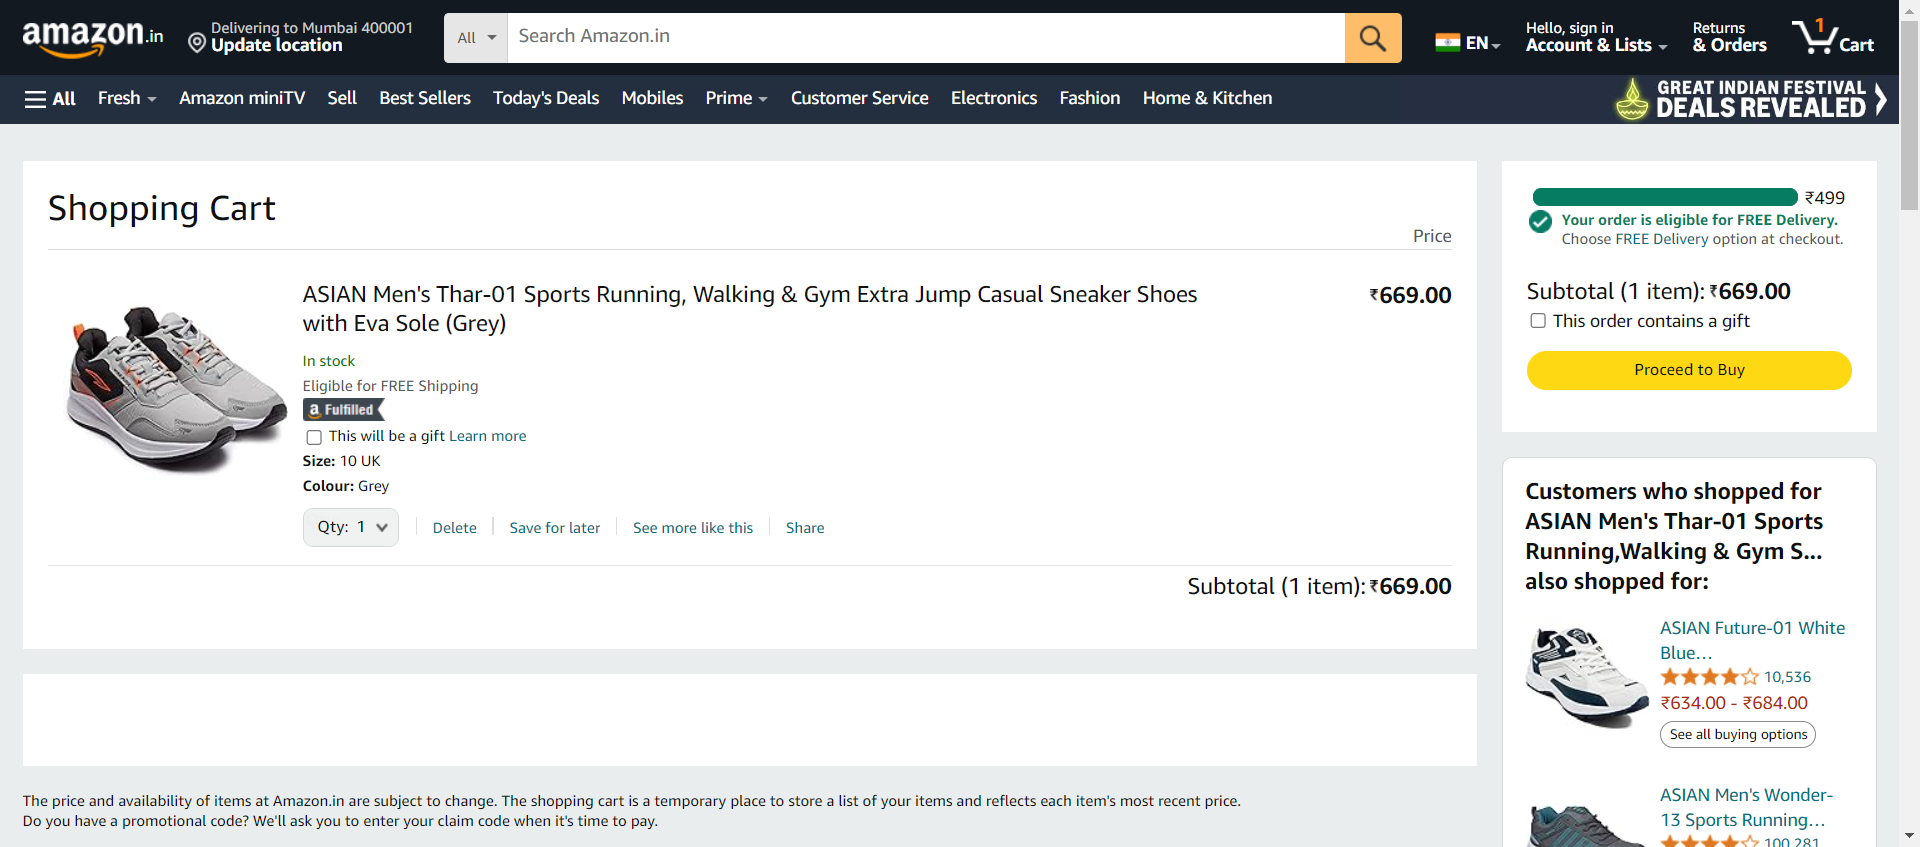 amazon.in
Delivering to Mumbai 400001
Update location
All
Search Amazon.in
EN
Hello, sign in
Account & Lists
Returns
& Orders
1
Cart
All
Fresh
Amazon miniTV
Sell
Best Sellers
Today's Deals
Mobiles
Prime
Customer Service
Electronics
Fashion
Home & Kitchen
GREAT INDIAN FESTIVAL
DEALS REVEALED
Shopping Cart
Price
ASIAN Men's Thar-01 Sports Running, Walking & Gym Extra Jump Casual Sneaker Shoes
with Eva Sole (Grey)
₹669.00
In stock
Eligible for FREE Shipping
a Fulfilled
This will be a gift Learn more
Size: 10 UK
Colour: Grey
Qty: 1
Delete
Save for later
See more like this
Share
Subtotal (1 item): ₹669.00
The price and availability of items at Amazon.in are subject to change. The shopping cart is a temporary place to store a list of your items and reflects each item's most recent price.
Do you have a promotional code? We'll ask you to enter your claim code when it's time to pay.
₹499
Your order is eligible for FREE Delivery.
Choose FREE Delivery option at checkout.
Subtotal (1 item): ₹669.00
This order contains a gift
Proceed to Buy
Customers who shopped for
ASIAN Men's Thar-01 Sports
Running,Walking & Gym S...
also shopped for:
ASIAN Future-01 White
Blue…
10,536
₹634.00 - ₹684.00
See all buying options
ASIAN Men's Wonder-
13 Sports Running…
100,281